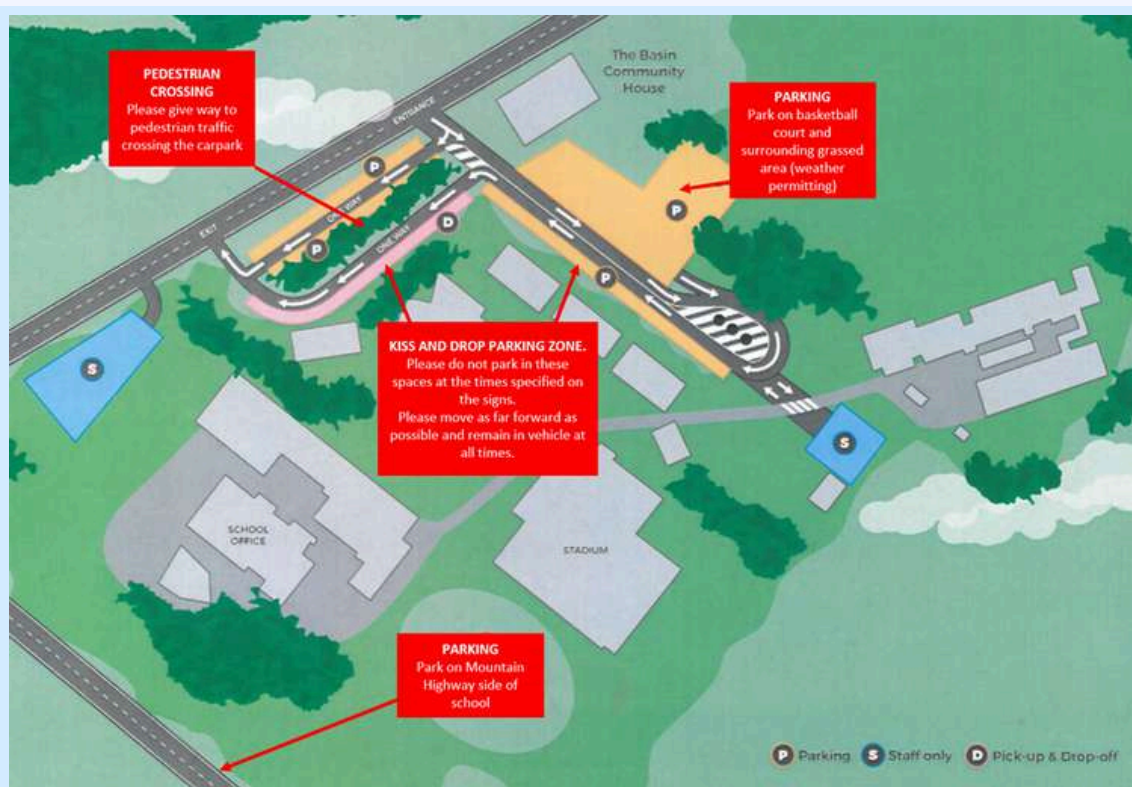 The Basin
Community
House
PEDESTRIAN
CROSSING
Please give way to
pedestrian traffic
crossing the carpark
PARKING
Park on basketball
court and
surrounding grassed
area (weather
permitting)
ENTRANCE
P
ONE WAY
P
EXIT
ONE WAY
D
P
P
S
KISS AND DROP PARKING ZONE.
Please do not park in these
spaces at the times specified on
the signs.
Please move as far forward as
possible and remain in vehicle at
all times.
S
SCHOOL
OFFICE
STADIUM
PARKING
Park on Mountain
Highway side of
school
P Parking S Staff only D Pick-up & Drop-off